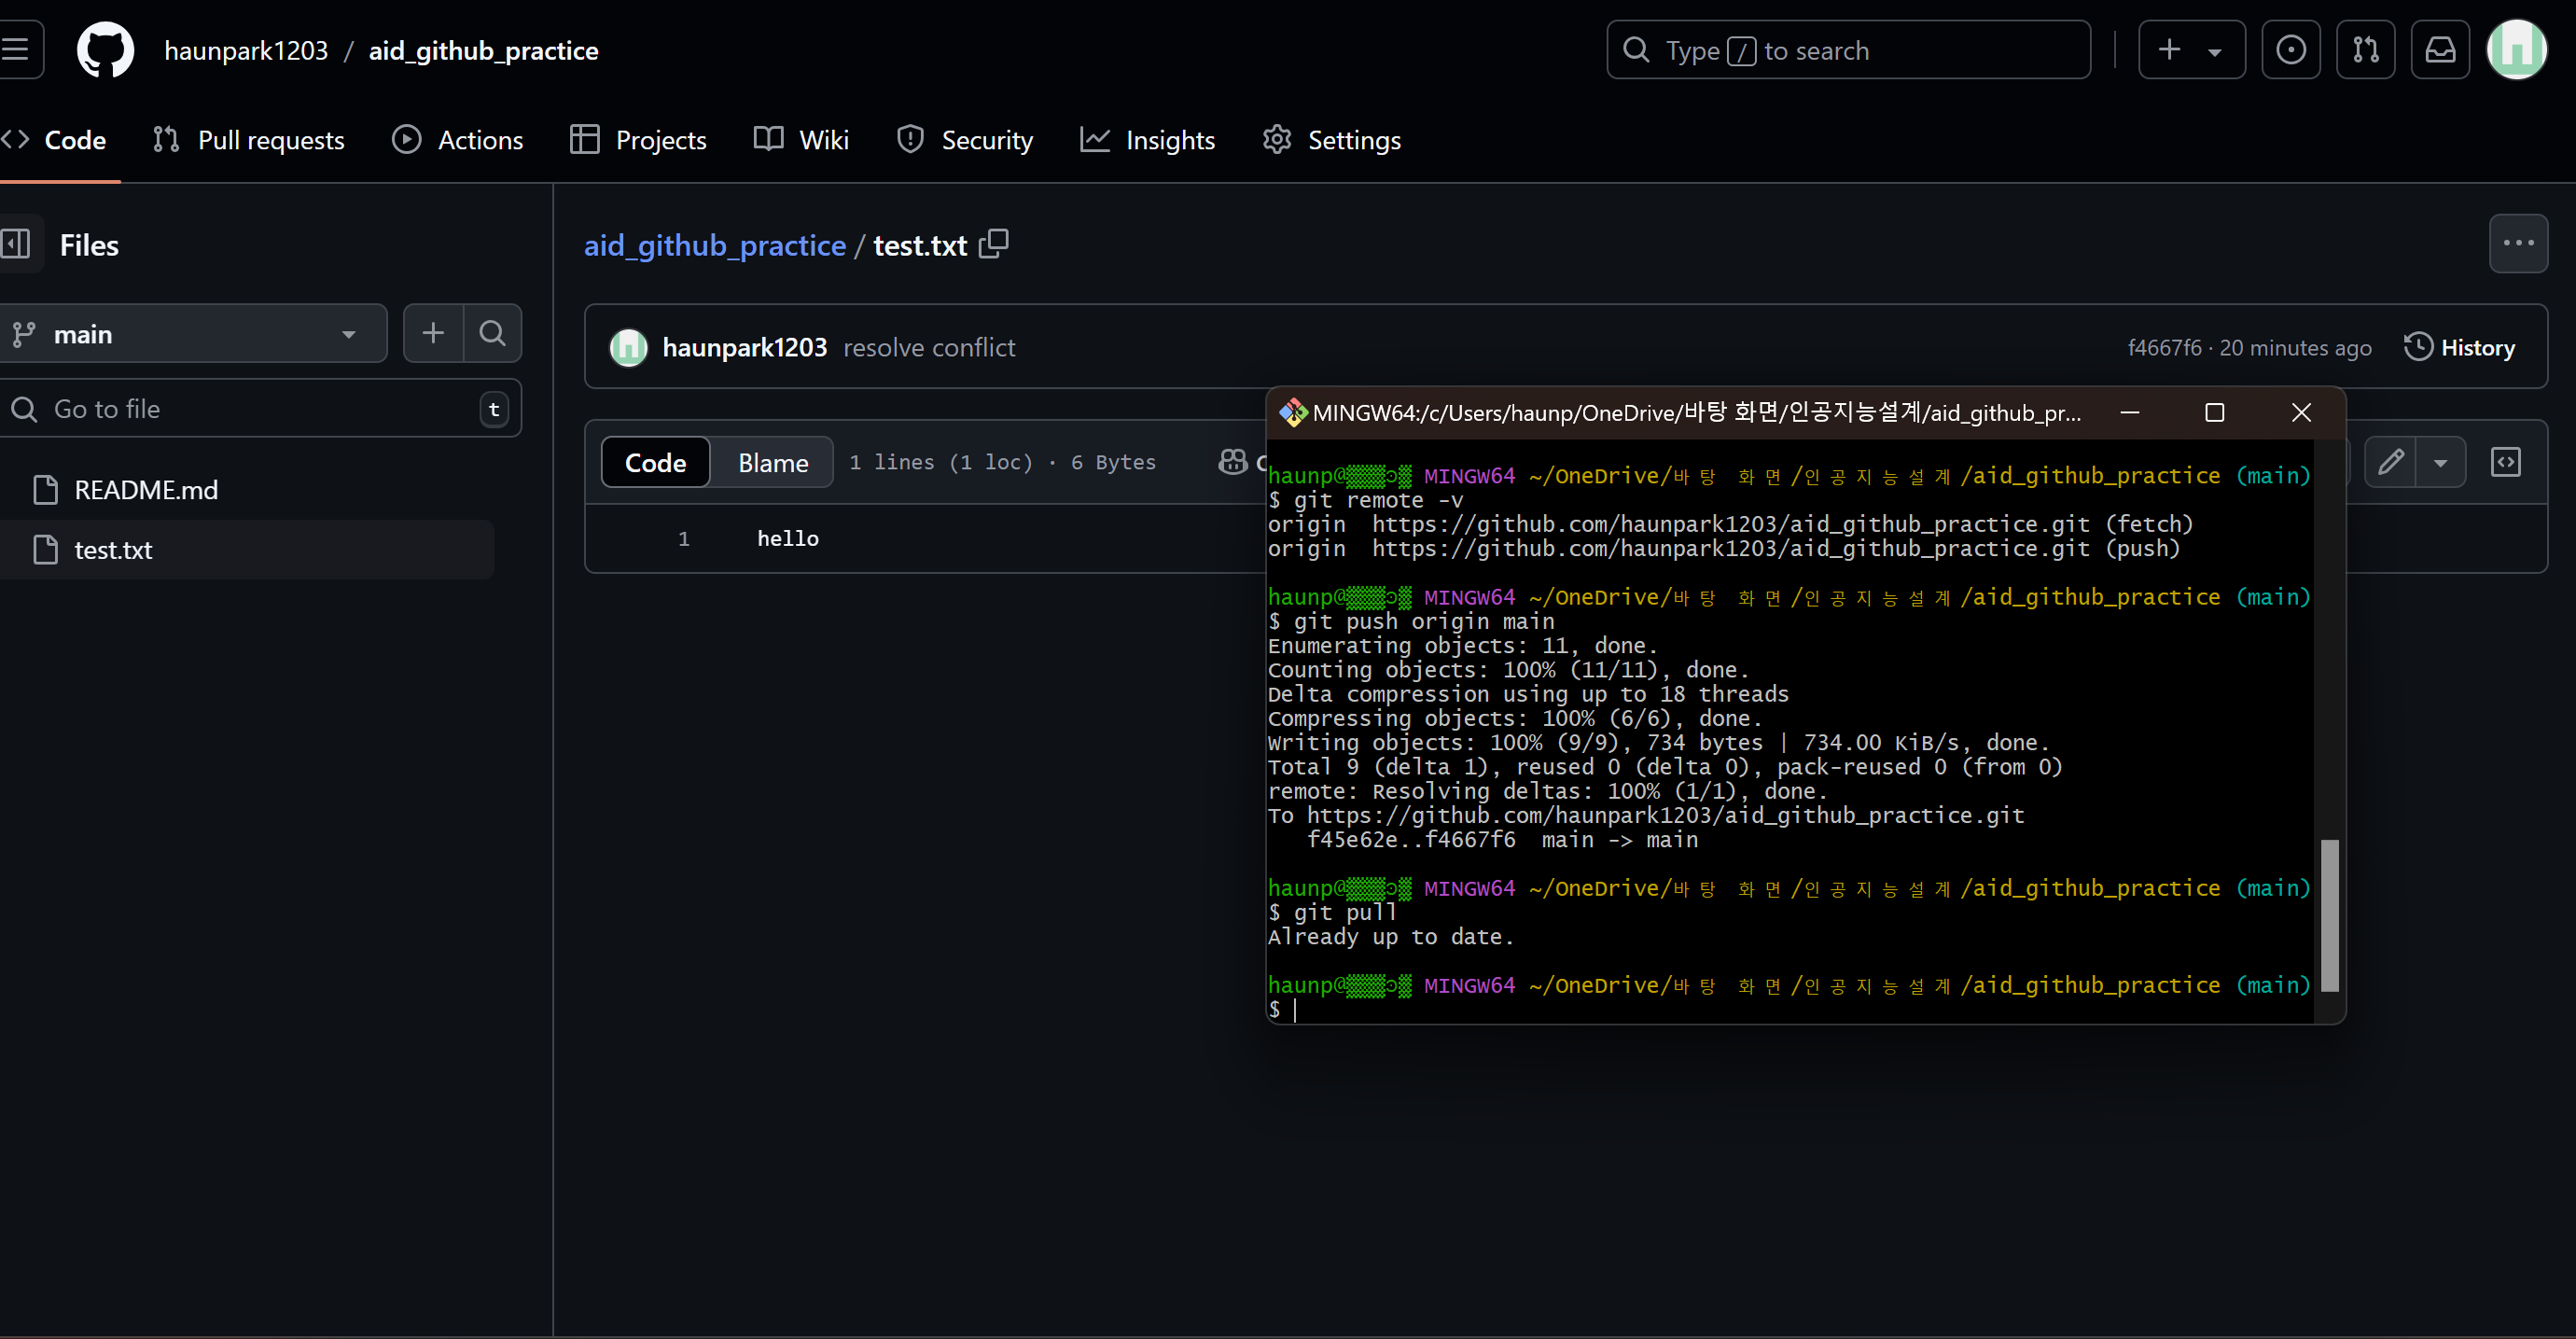 haunpark1203 / aid_github_practice
Type / to search
Code Pull requests Actions Projects Wiki Security Insights Settings
Files
main
Go to file t
README.md
test.txt
aid_github_practice / test.txt
haunpark1203 resolve conflict
f4667f6 · 20 minutes ago History
Code Blame 1 lines (1 loc) · 6 Bytes
1 hello
MINGW64:/c/Users/haunp/OneDrive/바탕 화면/인공지능설계/aid_github_pr...
haunp@ MINGW64 ~/OneDrive/바탕 화면/인공지능설계/aid_github_practice (main)
$ git remote -v
origin https://github.com/haunpark1203/aid_github_practice.git (fetch)
origin https://github.com/haunpark1203/aid_github_practice.git (push)
haunp@ MINGW64 ~/OneDrive/바탕 화면/인공지능설계/aid_github_practice (main)
$ git push origin main
Enumerating objects: 11, done.
Counting objects: 100% (11/11), done.
Delta compression using up to 18 threads
Compressing objects: 100% (6/6), done.
Writing objects: 100% (9/9), 734 bytes | 734.00 KiB/s, done.
Total 9 (delta 1), reused 0 (delta 0), pack-reused 0 (from 0)
remote: Resolving deltas: 100% (1/1), done.
To https://github.com/haunpark1203/aid_github_practice.git
f45e62e..f4667f6 main -> main
haunp@ MINGW64 ~/OneDrive/바탕 화면/인공지능설계/aid_github_practice (main)
$ git pull
Already up to date.
haunp@ MINGW64 ~/OneDrive/바탕 화면/인공지능설계/aid_github_practice (main)
$